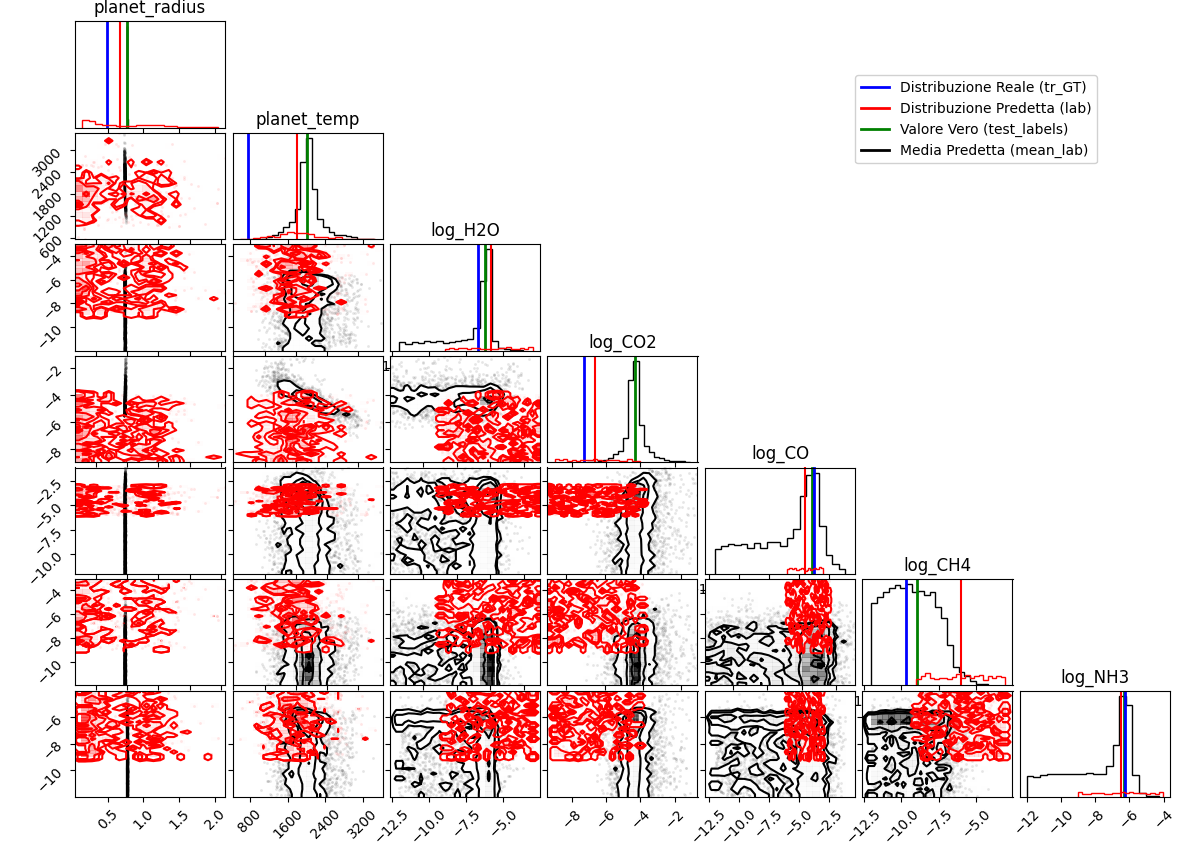 planet_radius
Distribuzione Reale (tr_GT)
Distribuzione Predetta (lab)
Valore Vero (test_labels)
Media Predetta (mean_lab)
planet_temp
3000
2400
1800
1200
600
log_H2O
−4
−6
−8
−10
log_CO2
−2
−4
−6
−8
log_CO
−2.5
−5.0
−7.5
−10.0
log_CH4
−4
−6
−8
−10
log_NH3
−6
−8
−10
0.5 1.0 1.5 2.0
800 1600 2400 3200
−12.5 −10.0 −7.5 −5.0
−8 −6 −4 −2
−12.5 −10.0 −7.5 −5.0 −2.5
−12.5 −10.0 −7.5 −5.0
−12 −10 −8 −6 −4